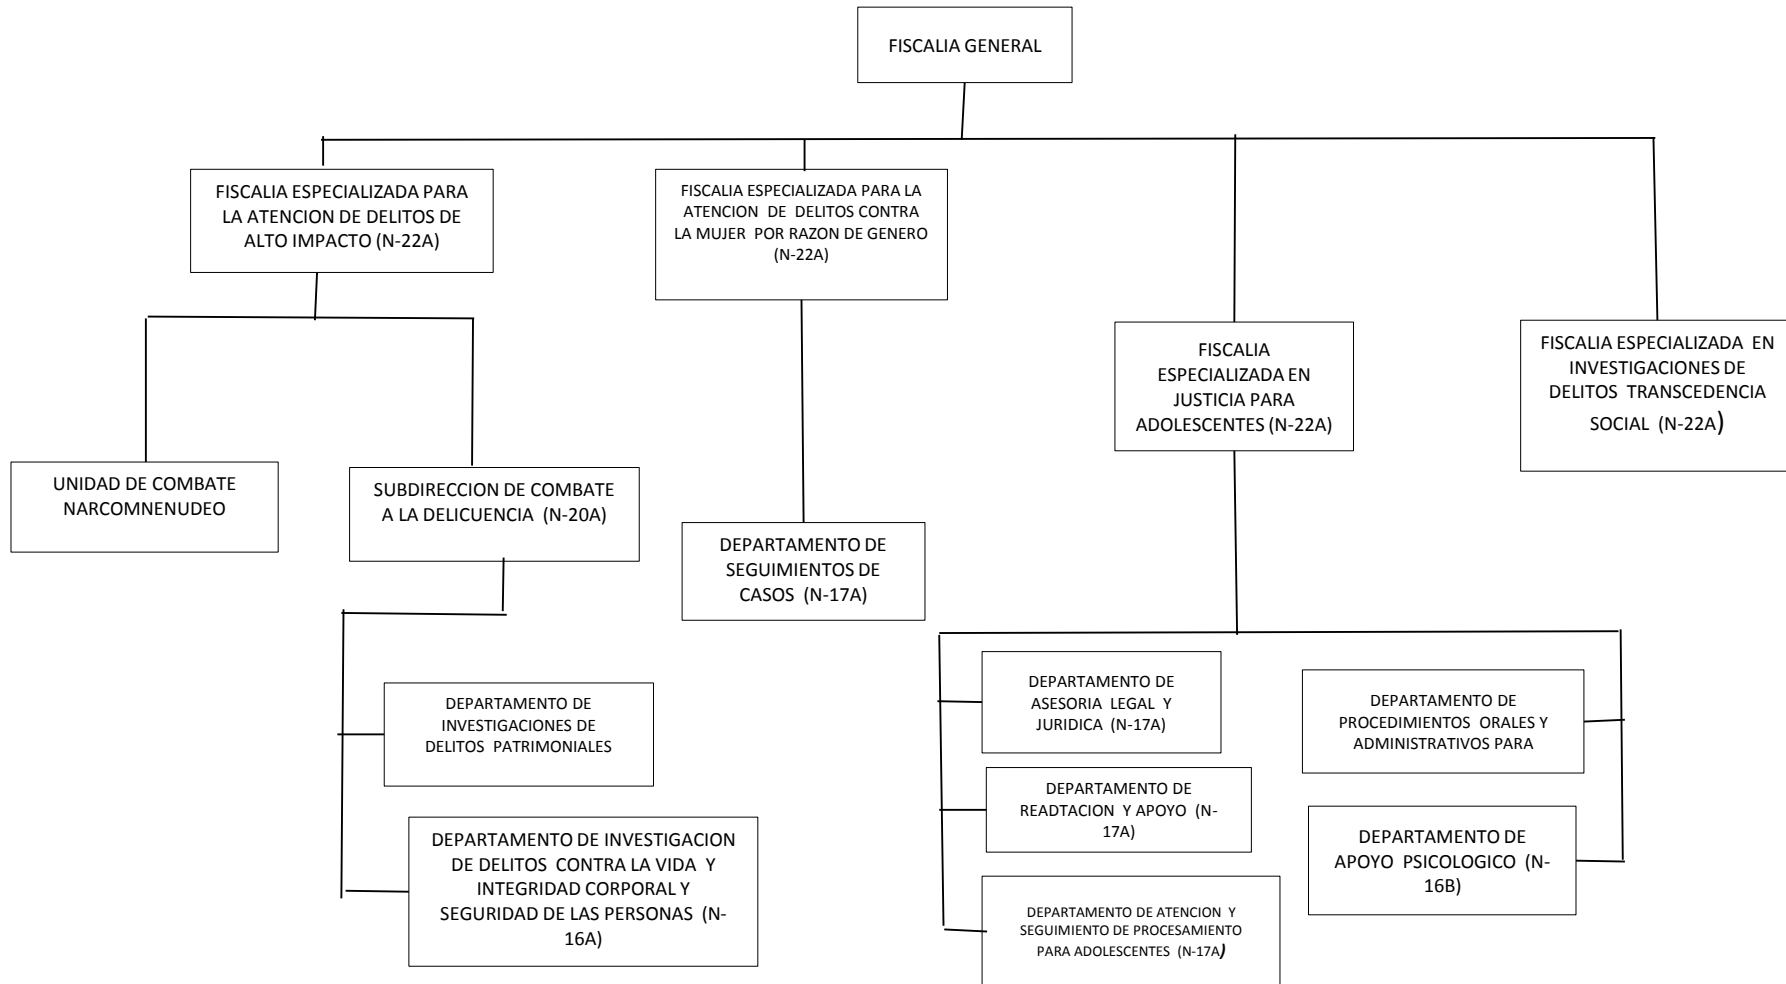 FISCALIA GENERAL
FISCALIA ESPECIALIZADA PARA
LA ATENCION DE DELITOS DE
ALTO IMPACTO (N-22A)
FISCALIA ESPECIALIZADA PARA LA
ATENCION DE DELITOS CONTRA
LA MUJER POR RAZON DE GENERO
(N-22A)
FISCALIA
ESPECIALIZADA EN
JUSTICIA PARA
ADOLESCENTES (N-22A)
FISCALIA ESPECIALIZADA EN
INVESTIGACIONES DE
DELITOS TRANSCEDENCIA
SOCIAL (N-22A)
UNIDAD DE COMBATE
NARCOMNENUDEO
SUBDIRECCION DE COMBATE
A LA DELICUENCIA (N-20A)
DEPARTAMENTO DE
SEGUIMIENTOS DE
CASOS (N-17A)
DEPARTAMENTO DE
INVESTIGACIONES DE
DELITOS PATRIMONIALES
DEPARTAMENTO DE INVESTIGACION
DE DELITOS CONTRA LA VIDA Y
INTEGRIDAD CORPORAL Y
SEGURIDAD DE LAS PERSONAS (N-
16A)
DEPARTAMENTO DE
ASESORIA LEGAL Y
JURIDICA (N-17A)
DEPARTAMENTO DE
READTACION Y APOYO (N-
17A)
DEPARTAMENTO DE ATENCION Y
SEGUIMIENTO DE PROCESAMIENTO
PARA ADOLESCENTES (N-17A)
DEPARTAMENTO DE
PROCEDIMIENTOS ORALES Y
ADMINISTRATIVOS PARA
DEPARTAMENTO DE
APOYO PSICOLOGICO (N-
16B)